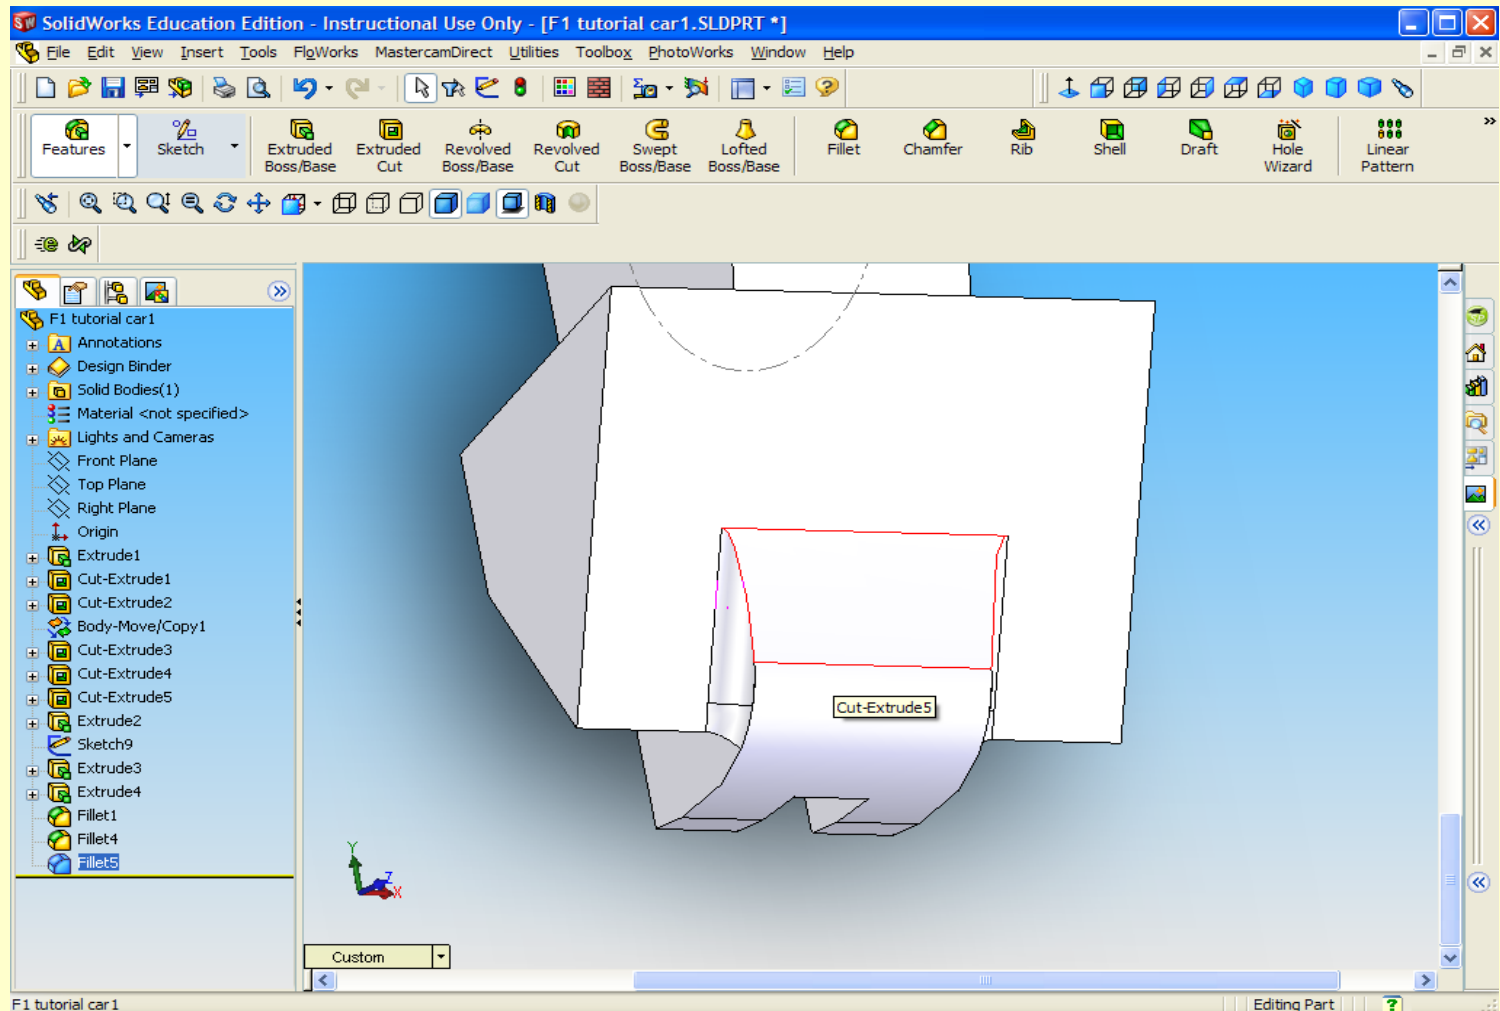 SolidWorks Education Edition - Instructional Use Only - [F1 tutorial car1.SLDPRT *]
File Edit View Insert Tools FloWorks MastercamDirect Utilities Toolbox PhotoWorks Window Help
Features Sketch Extruded Boss/Base Extruded Cut Revolved Boss/Base Revolved Cut Swept Boss/Base Lofted Boss/Base Fillet Chamfer Rib Shell Draft Hole Wizard Linear Pattern
F1 tutorial car1
Annotations
Design Binder
Solid Bodies(1)
Material <not specified>
Lights and Cameras
Front Plane
Top Plane
Right Plane
Origin
Extrude1
Cut-Extrude1
Cut-Extrude2
Body-Move/Copy1
Cut-Extrude3
Cut-Extrude4
Cut-Extrude5
Extrude2
Sketch9
Extrude3
Extrude4
Fillet1
Fillet4
Fillet5
Cut-Extrude5
Y
Z
X
Custom
F1 tutorial car1
Editing Part